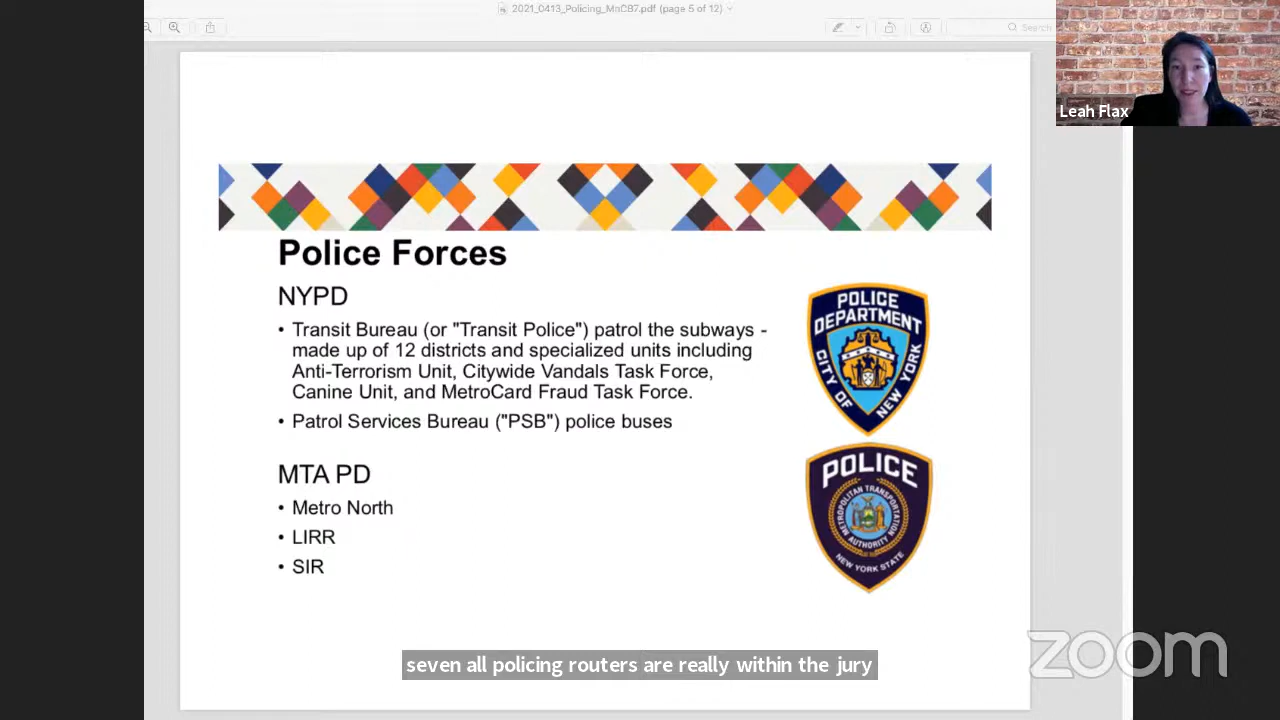 2021_0413_Policing_MnCB7.pdf (page 5 of 12)
Search
Leah Flax
Police Forces
NYPD
• Transit Bureau (or "Transit Police") patrol the subways -
made up of 12 districts and specialized units including
Anti-Terrorism Unit, Citywide Vandals Task Force,
Canine Unit, and MetroCard Fraud Task Force.
• Patrol Services Bureau ("PSB") police buses
POLICE
DEPARTMENT
CITY OF
NEW YORK
MTA PD
• Metro North
• LIRR
• SIR
POLICE
METROPOLITAN TRANSPORTATION
AUTHORITY
NEW YORK STATE
seven all policing routers are really within the jury
zoom